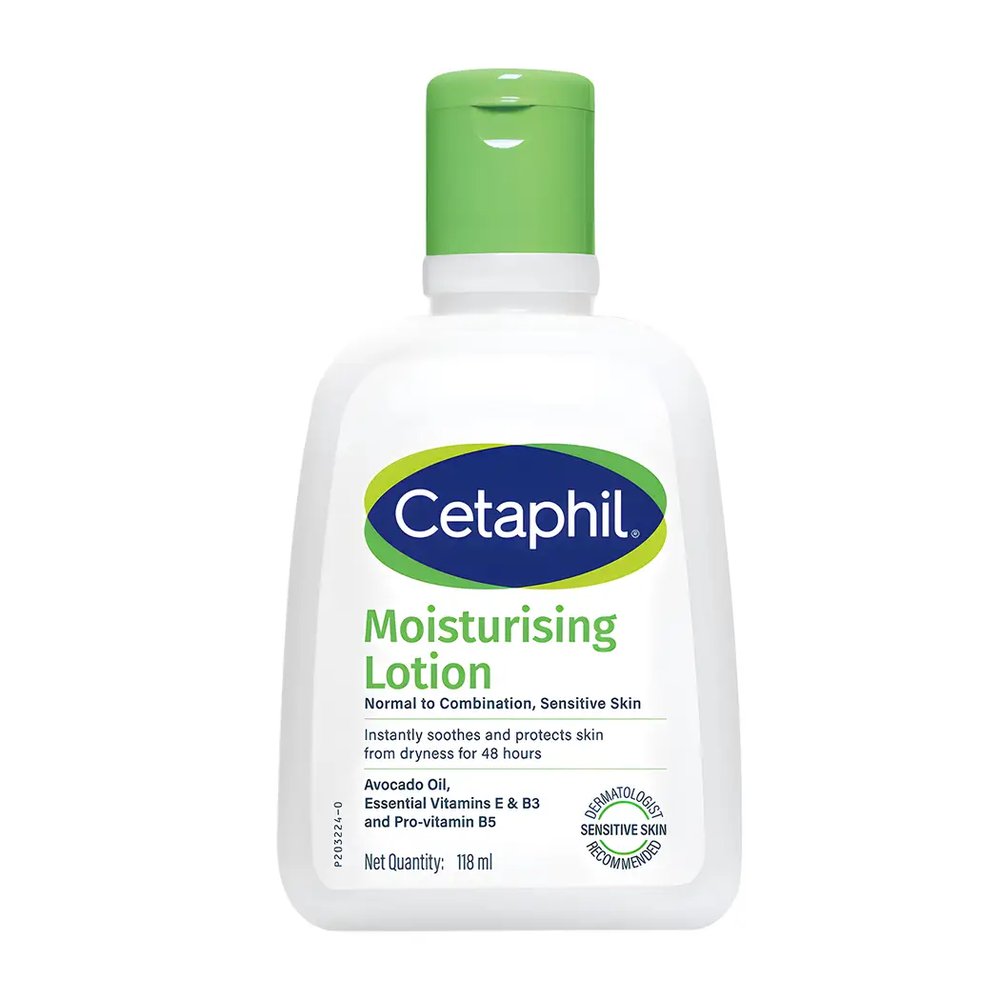 Cetaphil®
Moisturising
Lotion
Normal to Combination, Sensitive Skin
Instantly soothes and protects skin
from dryness for 48 hours
Avocado Oil,
Essential Vitamins E & B3
and Pro-vitamin B5
Net Quantity: 118 ml
DERMATOLOGIST
SENSITIVE SKIN
RECOMMENDED
P203224-0